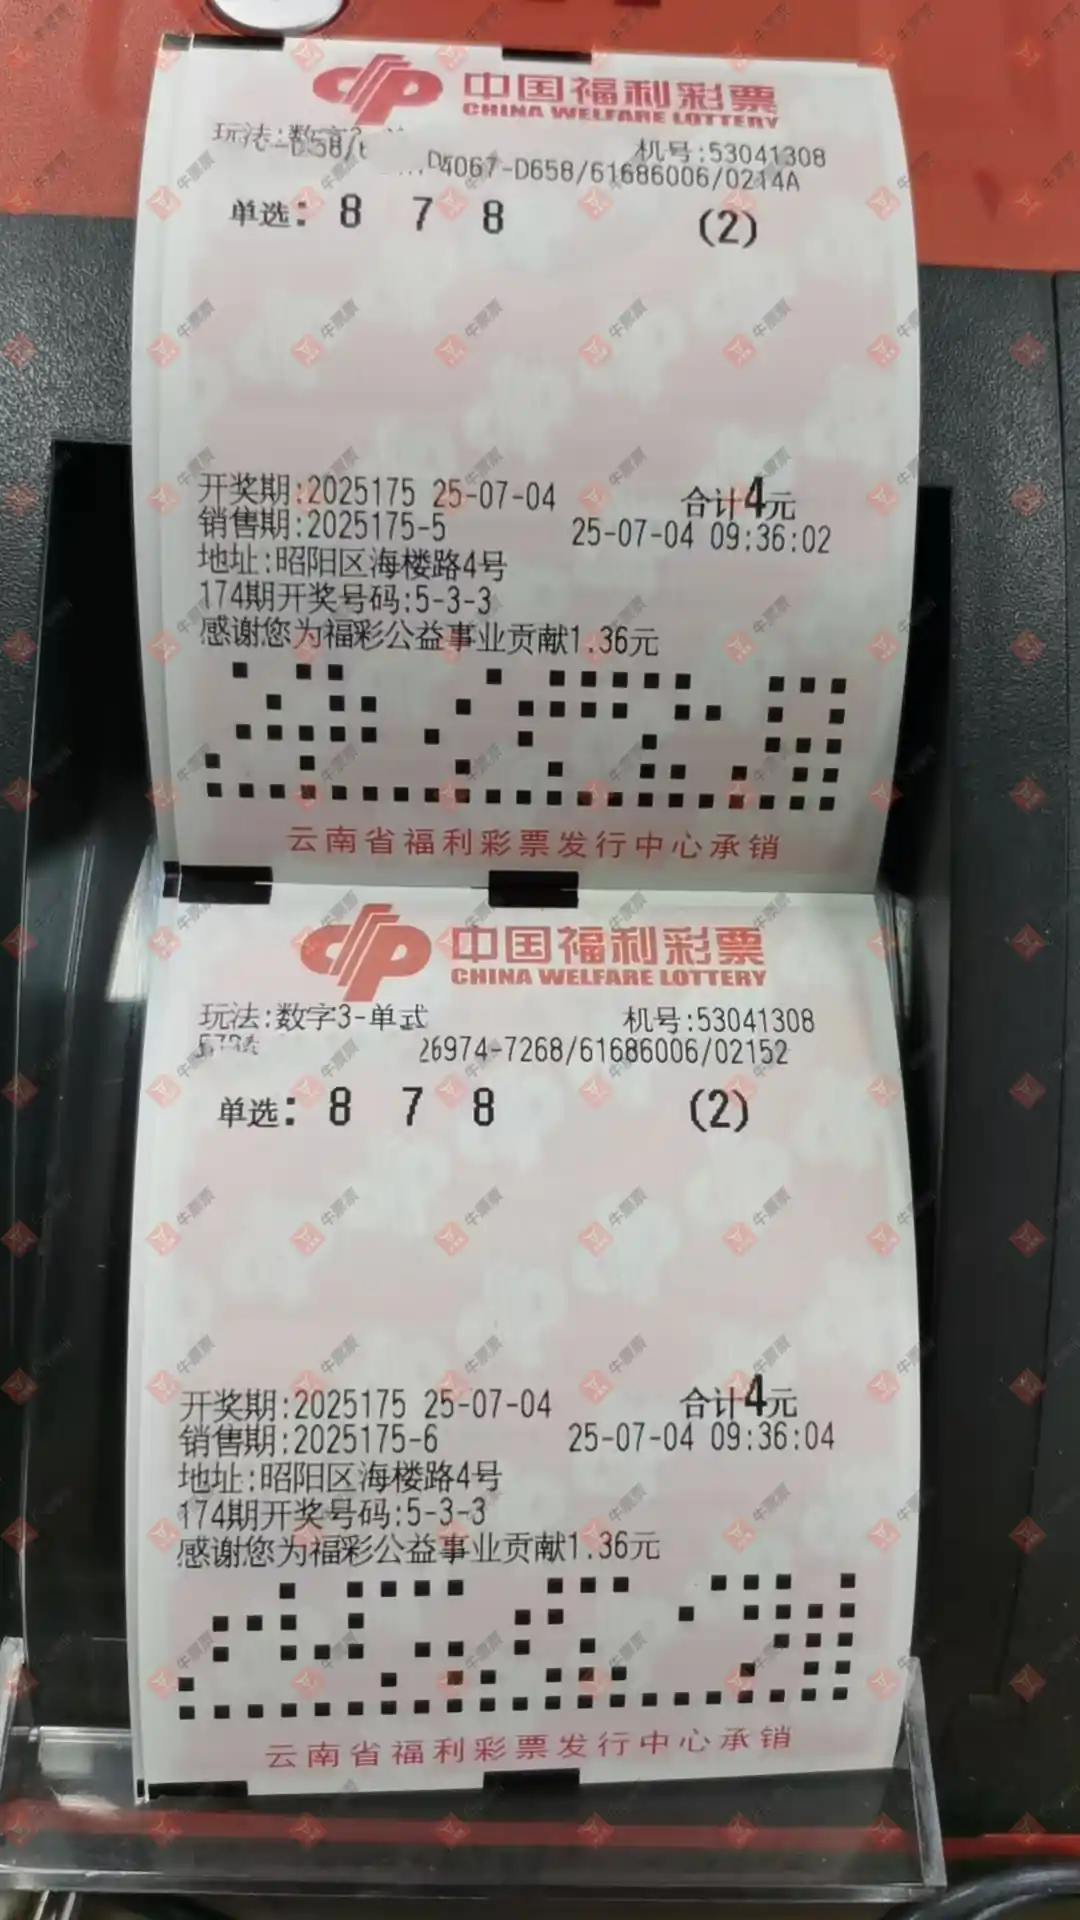 中国福利彩票
CHINA WELFARE LOTTERY
玩法:数字3
机号:53041308
4067-D658/61686006/0214A
单选: 8 7 8 (2)
开奖期:2025175 25-07-04 合计4元
销售期:2025175-5 25-07-04 09:36:02
地址:昭阳区海楼路4号
174期开奖号码:5-3-3
感谢您为福彩公益事业贡献1.36元
云南省福利彩票发行中心承销
中国福利彩票
CHINA WELFARE LOTTERY
玩法:数字3-单式 机号:53041308
26974-7268/61686006/02152
单选: 8 7 8 (2)
开奖期:2025175 25-07-04 合计4元
销售期:2025175-6 25-07-04 09:36:04
地址:昭阳区海楼路4号
174期开奖号码:5-3-3
感谢您为福彩公益事业贡献1.36元
云南省福利彩票发行中心承销
牛票票